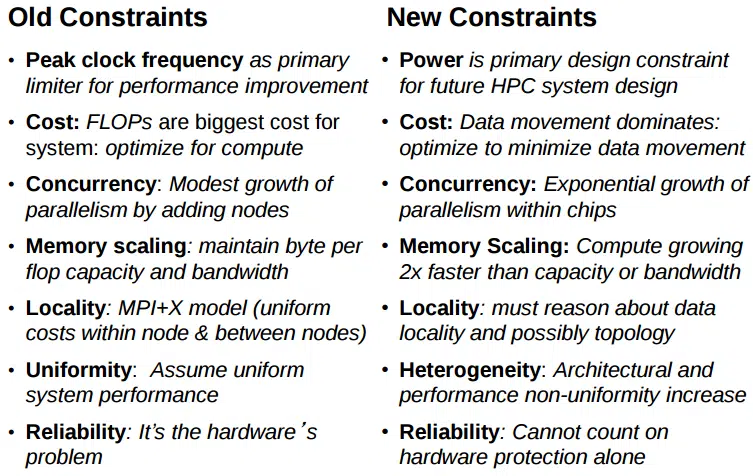 Old Constraints
• Peak clock frequency as primary
limiter for performance improvement
• Cost: FLOPs are biggest cost for
system: optimize for compute
• Concurrency: Modest growth of
parallelism by adding nodes
• Memory scaling: maintain byte per
flop capacity and bandwidth
• Locality: MPI+X model (uniform
costs within node & between nodes)
• Uniformity: Assume uniform
system performance
• Reliability: It’s the hardware’s
problem
New Constraints
• Power is primary design constraint
for future HPC system design
• Cost: Data movement dominates:
optimize to minimize data movement
• Concurrency: Exponential growth of
parallelism within chips
• Memory Scaling: Compute growing
2x faster than capacity or bandwidth
• Locality: must reason about data
locality and possibly topology
• Heterogeneity: Architectural and
performance non-uniformity increase
• Reliability: Cannot count on
hardware protection alone